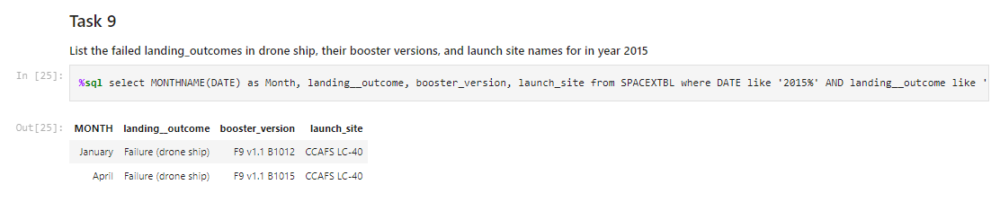 Task 9
List the failed landing_outcomes in drone ship, their booster versions, and launch site names for in year 2015
In [25]: %sql select MONTHNAME(DATE) as Month, landing__outcome, booster_version, launch_site from SPACEXTBL where DATE like '2015%' AND landing__outcome like '
Out[25]: MONTH landing__outcome booster_version launch_site
January Failure (drone ship) F9 v1.1 B1012 CCAFS LC-40
April Failure (drone ship) F9 v1.1 B1015 CCAFS LC-40